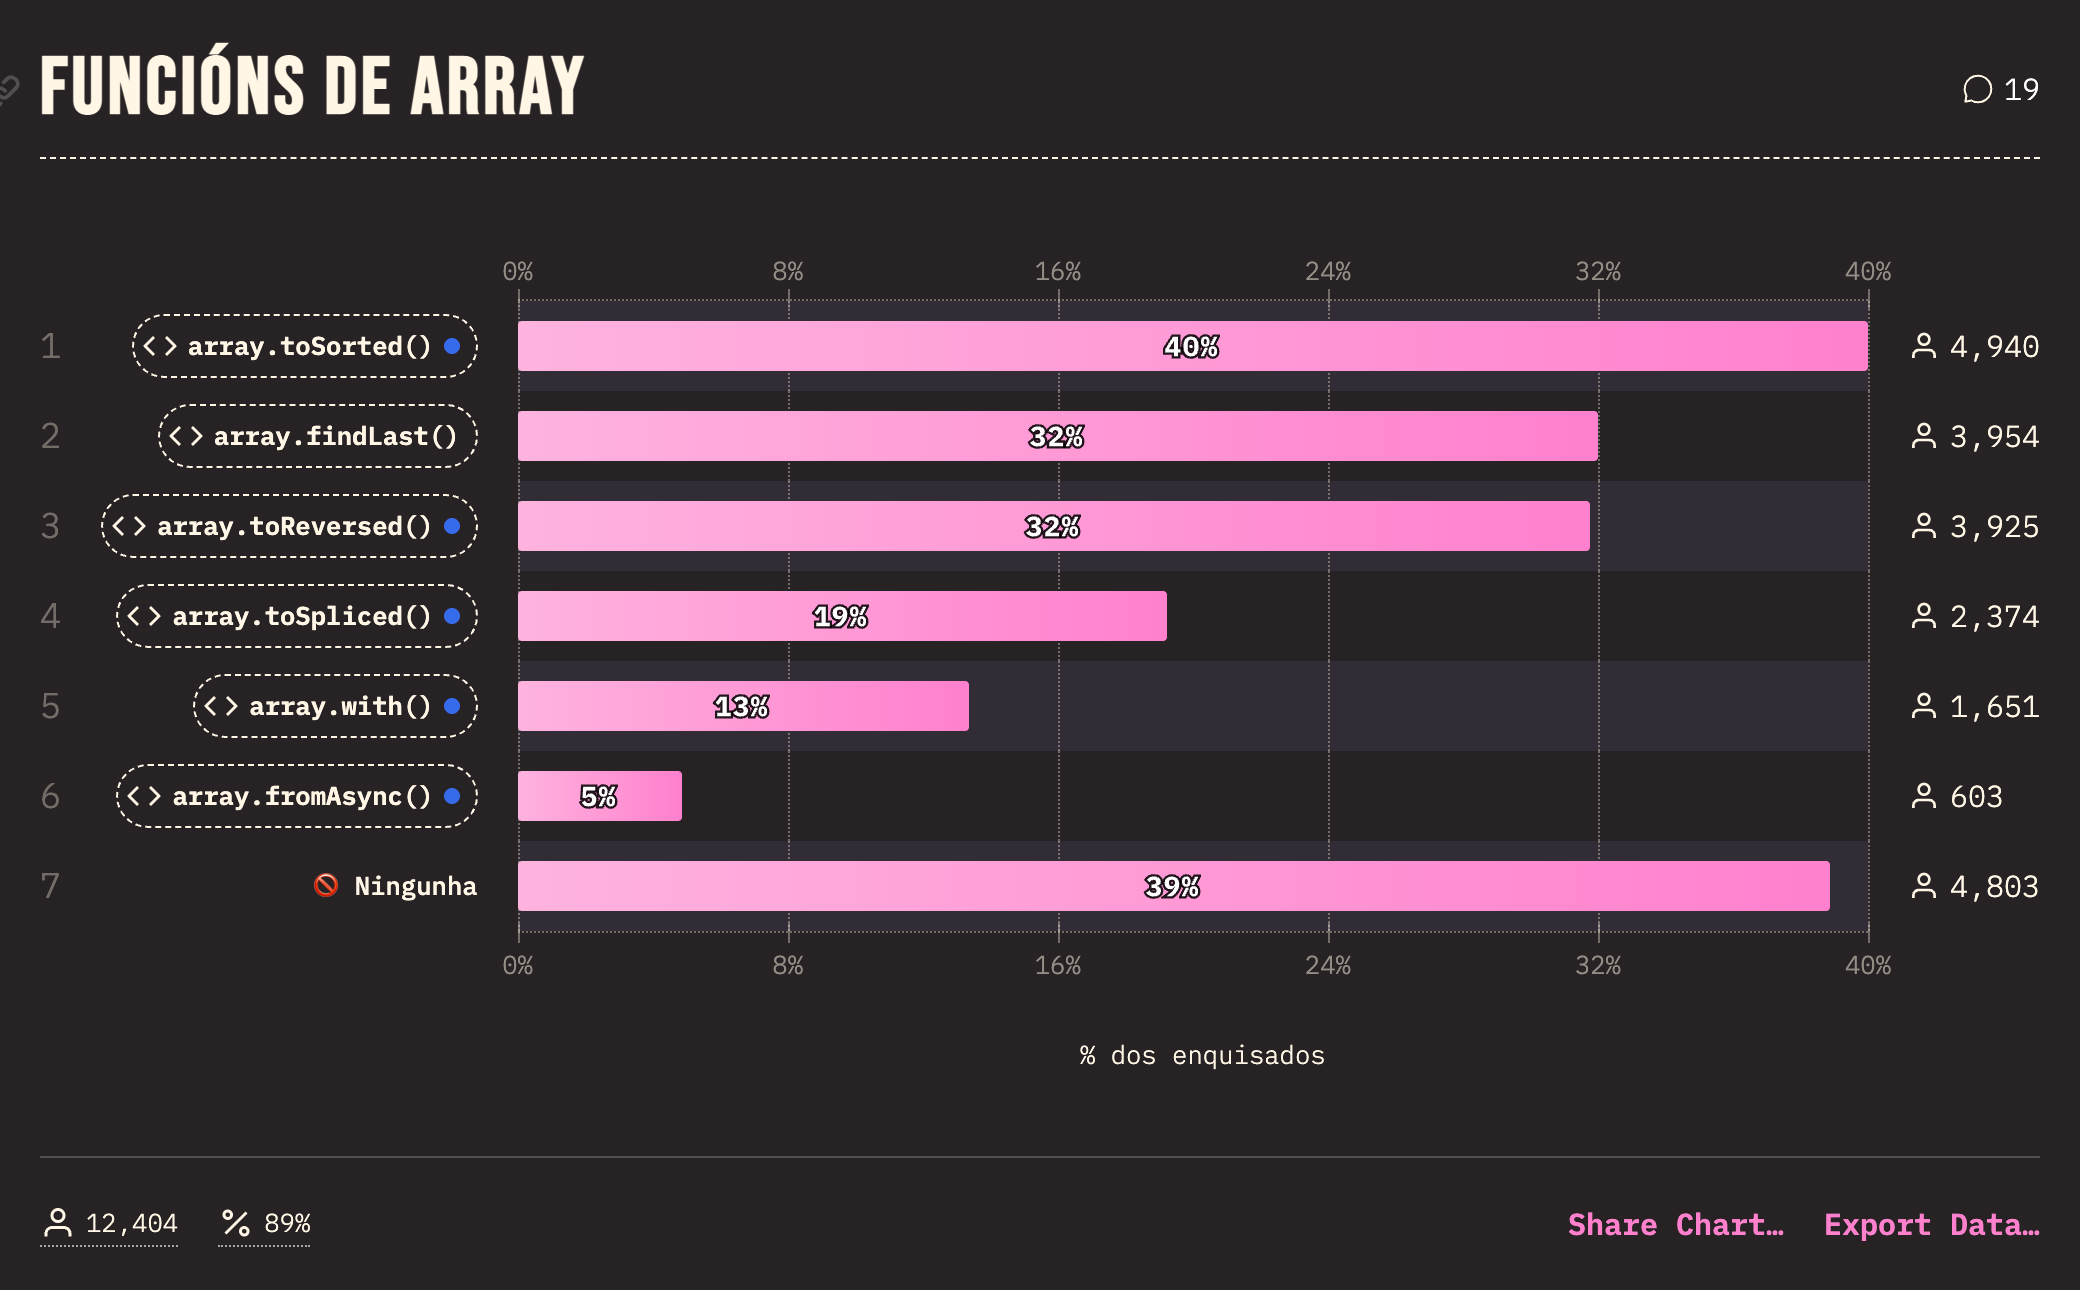 FUNCIÓNS DE ARRAY
19
0% 8% 16% 24% 32% 40%
1 <> array.toSorted() 40% 4,940
2 <> array.findLast() 32% 3,954
3 <> array.toReversed() 32% 3,925
4 <> array.toSpliced() 19% 2,374
5 <> array.with() 13% 1,651
6 <> array.fromAsync() 5% 603
7 Ningunha 39% 4,803
0% 8% 16% 24% 32% 40%
% dos enquisados
12,404 % 89% Share Chart… Export Data…